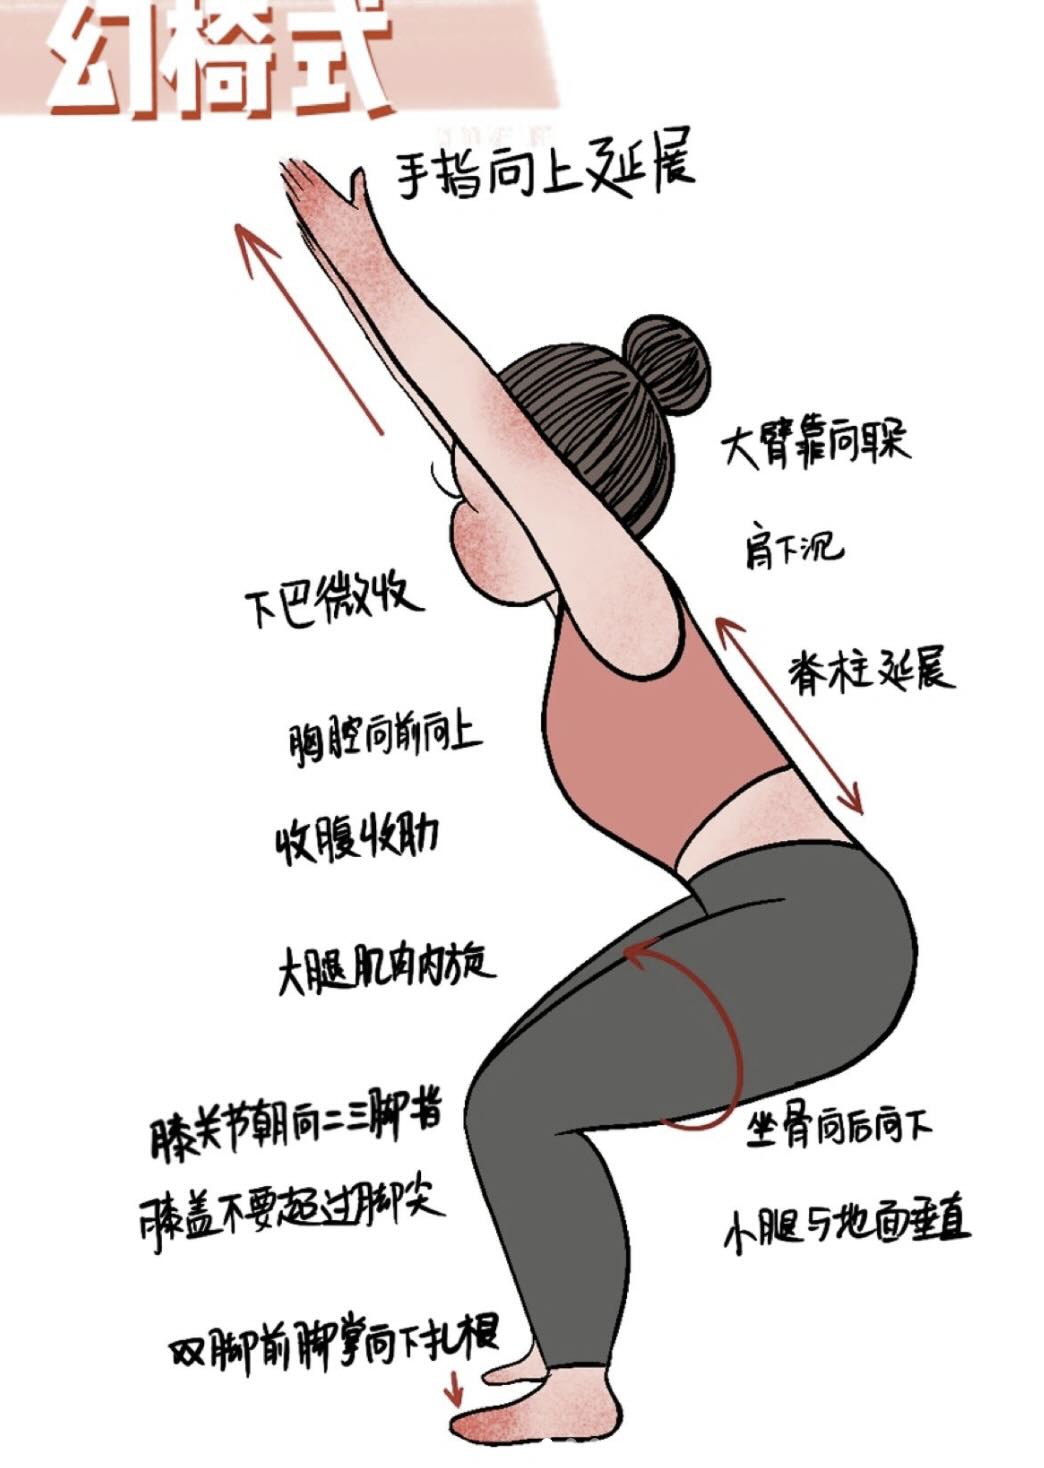 幻椅式
手指向上延展
大臂靠向耳朵
肩下沉
下巴微收
脊柱延展
胸腔向前向上
收腹收肋
大腿肌肉内旋
膝关节朝向二三脚指
坐骨向后向下
膝盖不要超过脚尖
小腿与地面垂直
双脚前脚掌向下扎根